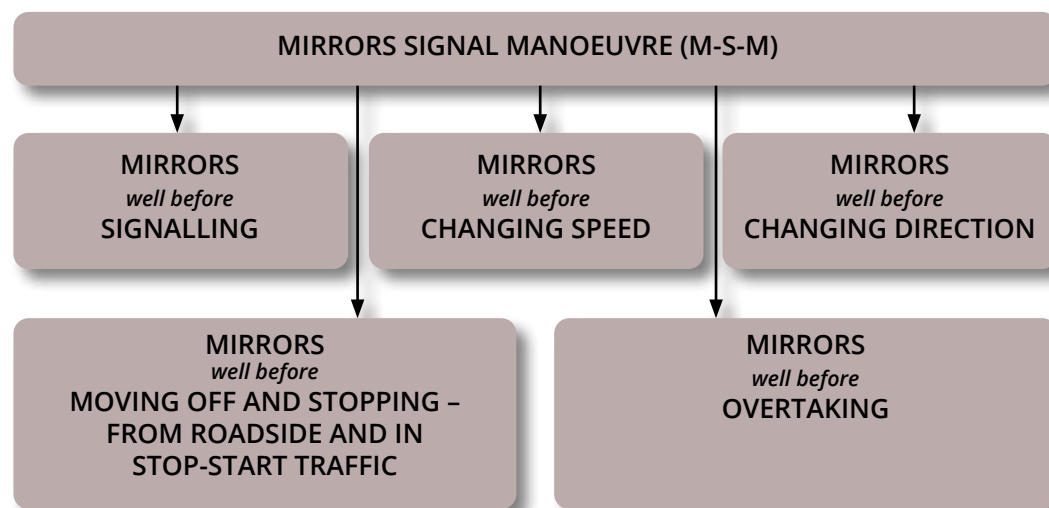 MIRRORS SIGNAL MANOEUVRE (M-S-M)
MIRRORS
well before
SIGNALLING
MIRRORS
well before
CHANGING SPEED
MIRRORS
well before
CHANGING DIRECTION
MIRRORS
well before
MOVING OFF AND STOPPING –
FROM ROADSIDE AND IN
STOP-START TRAFFIC
MIRRORS
well before
OVERTAKING